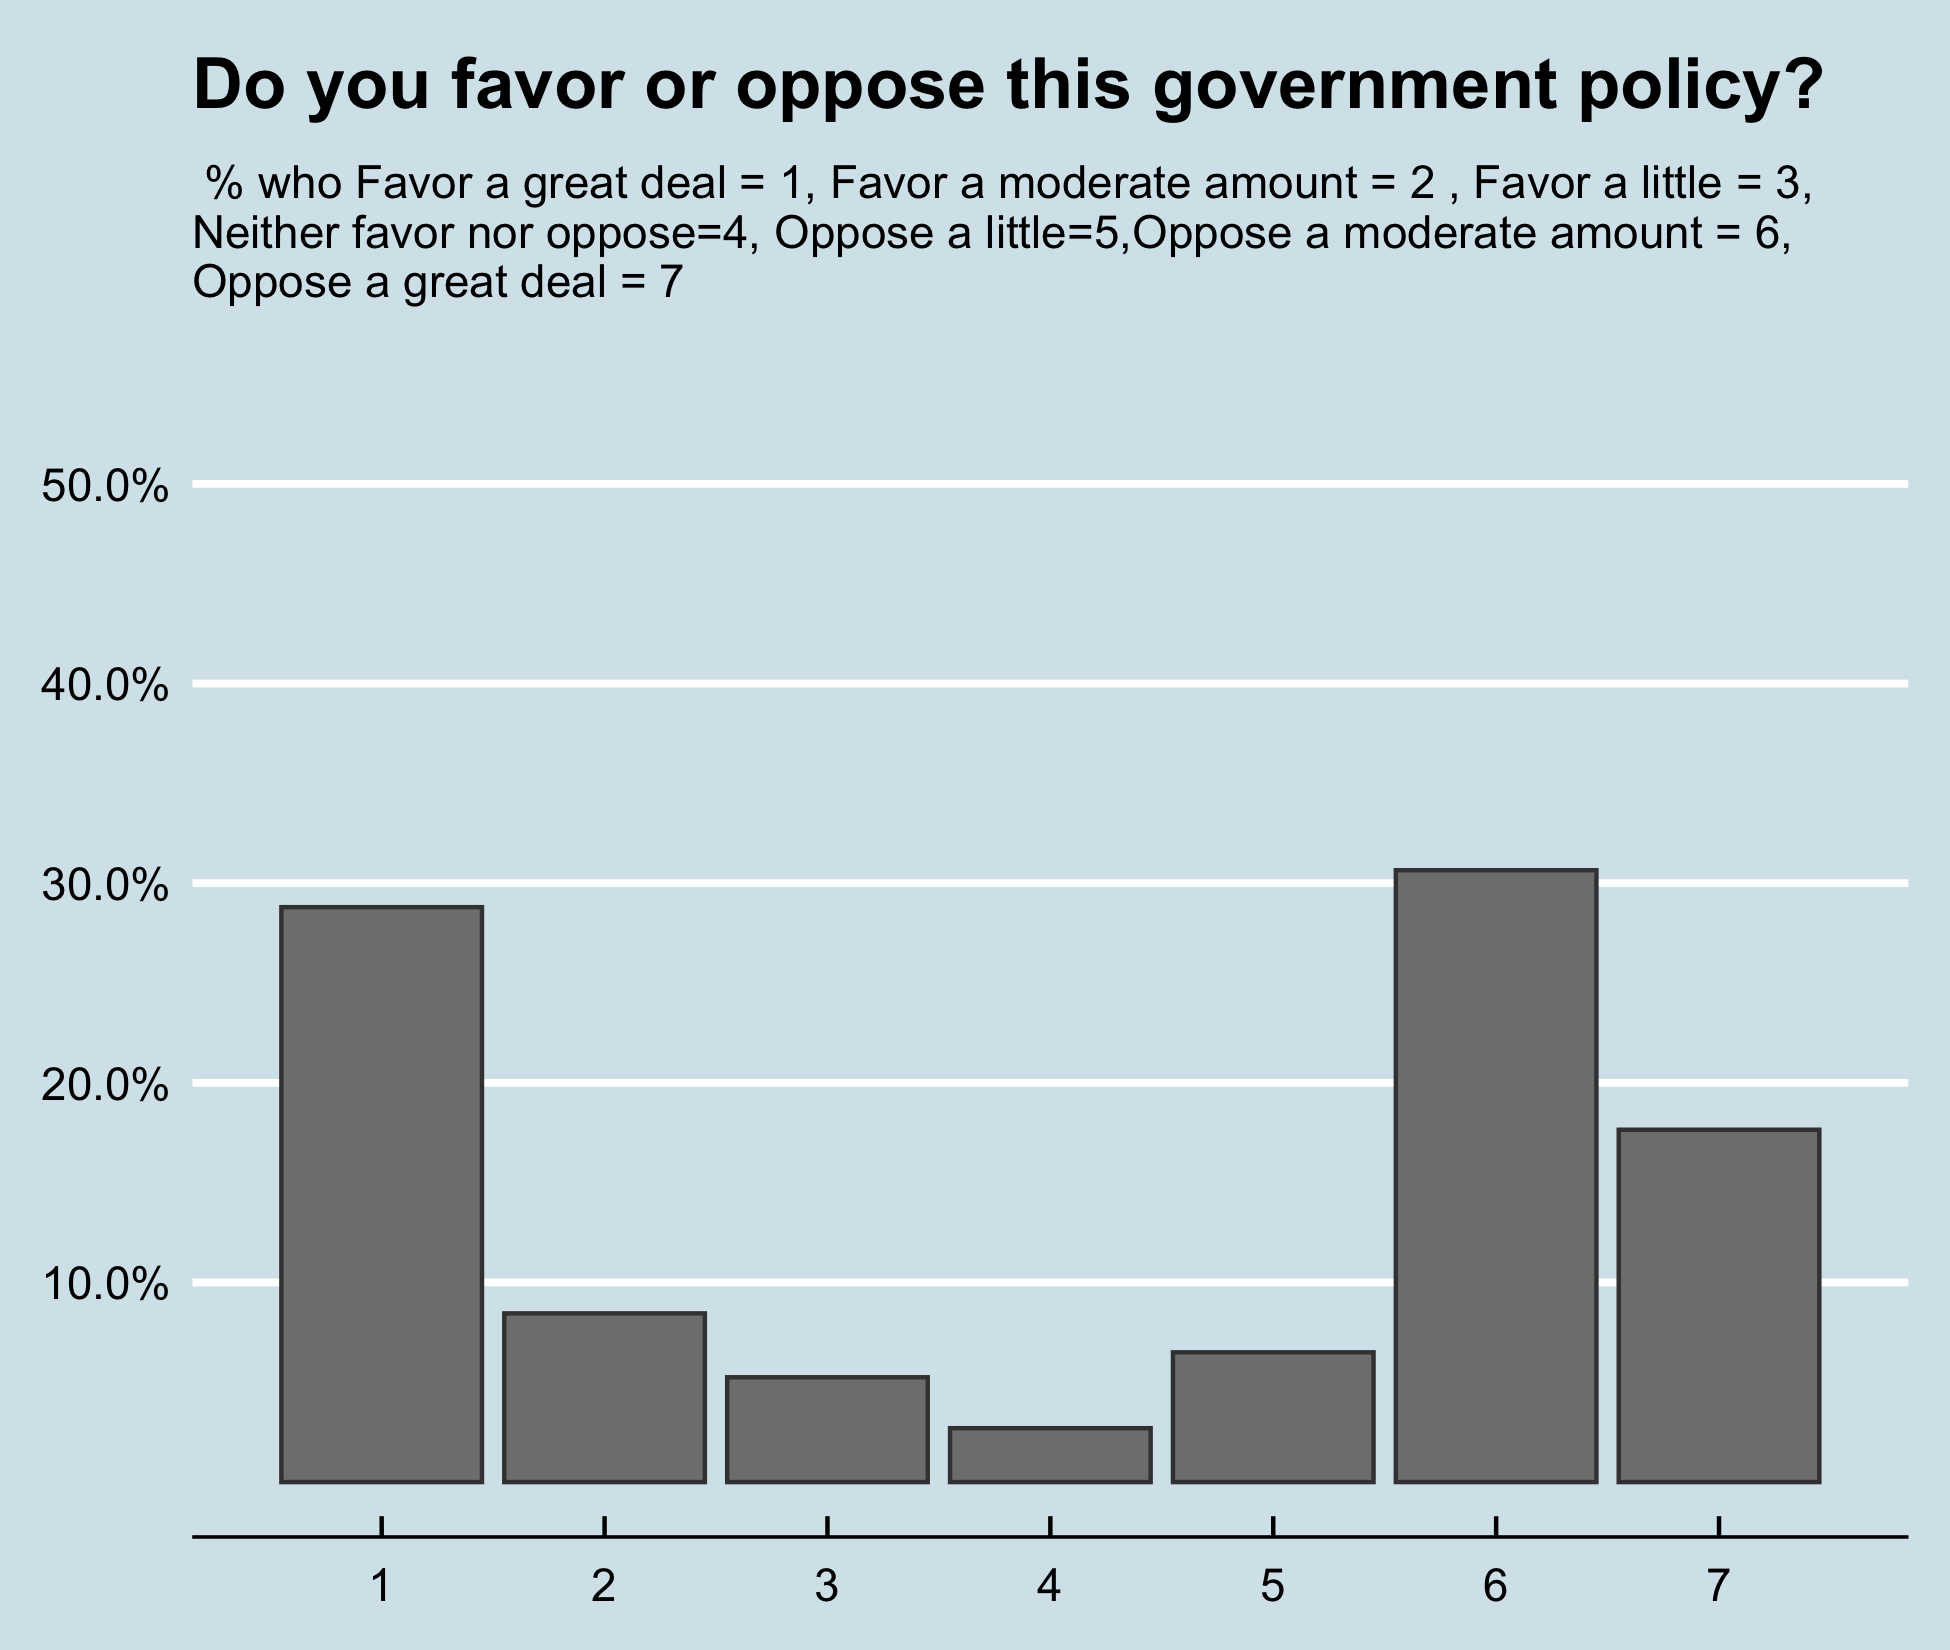 Do you favor or oppose this government policy?
% who Favor a great deal = 1, Favor a moderate amount = 2 , Favor a little = 3,
Neither favor nor oppose=4, Oppose a little=5,Oppose a moderate amount = 6,
Oppose a great deal = 7
50.0%
40.0%
30.0%
20.0%
10.0%
1 2 3 4 5 6 7